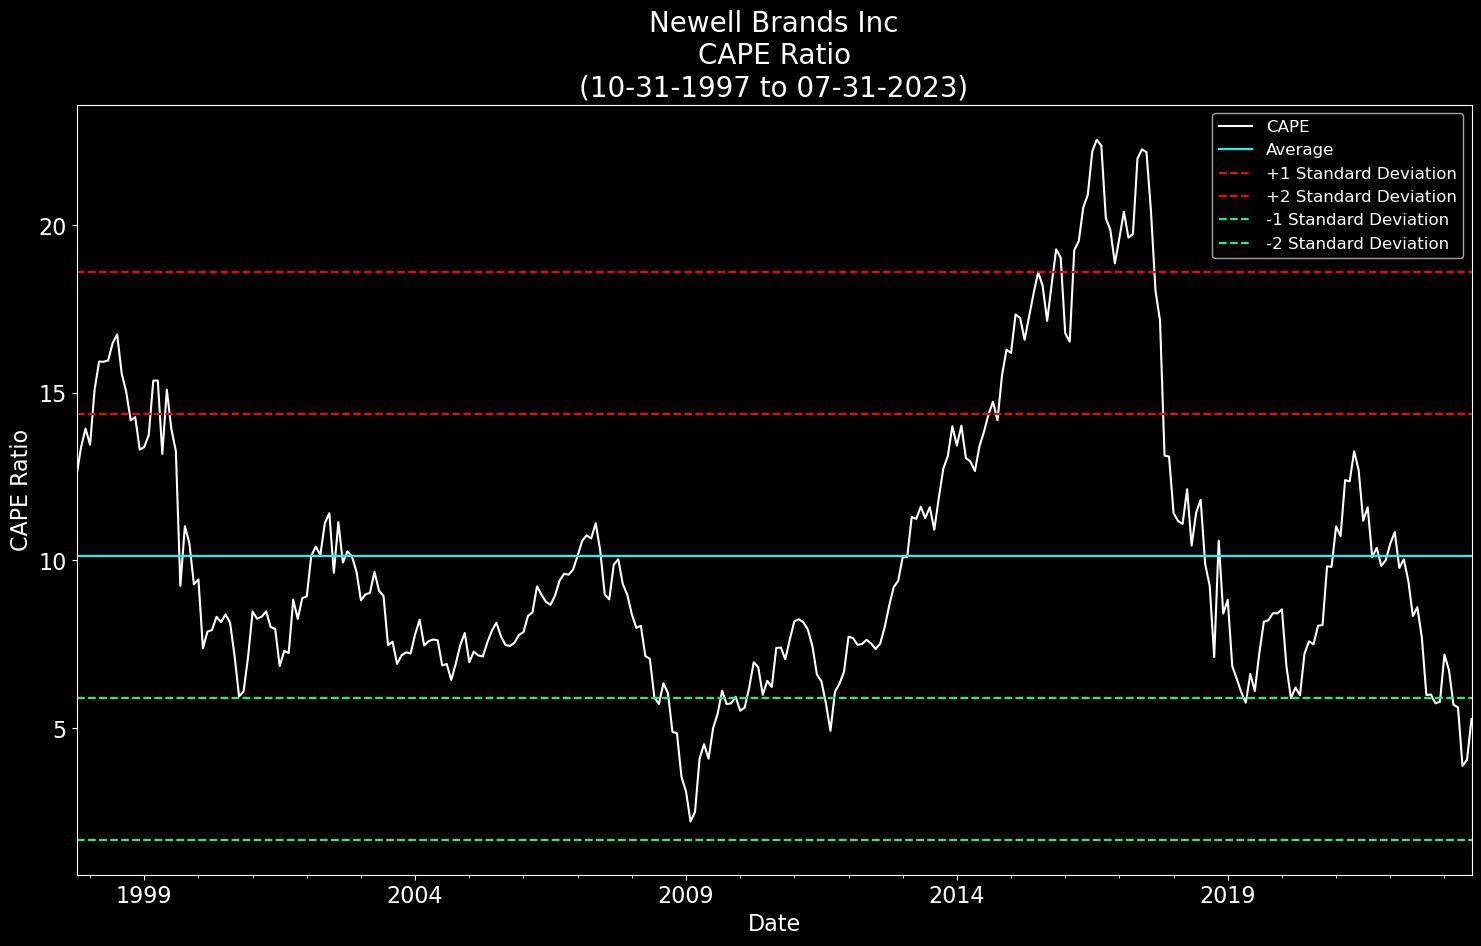 Newell Brands Inc
CAPE Ratio
(10-31-1997 to 07-31-2023)
CAPE
Average
+1 Standard Deviation
+2 Standard Deviation
-1 Standard Deviation
-2 Standard Deviation
CAPE Ratio
20
15
10
5
1999 2004 2009 2014 2019
Date